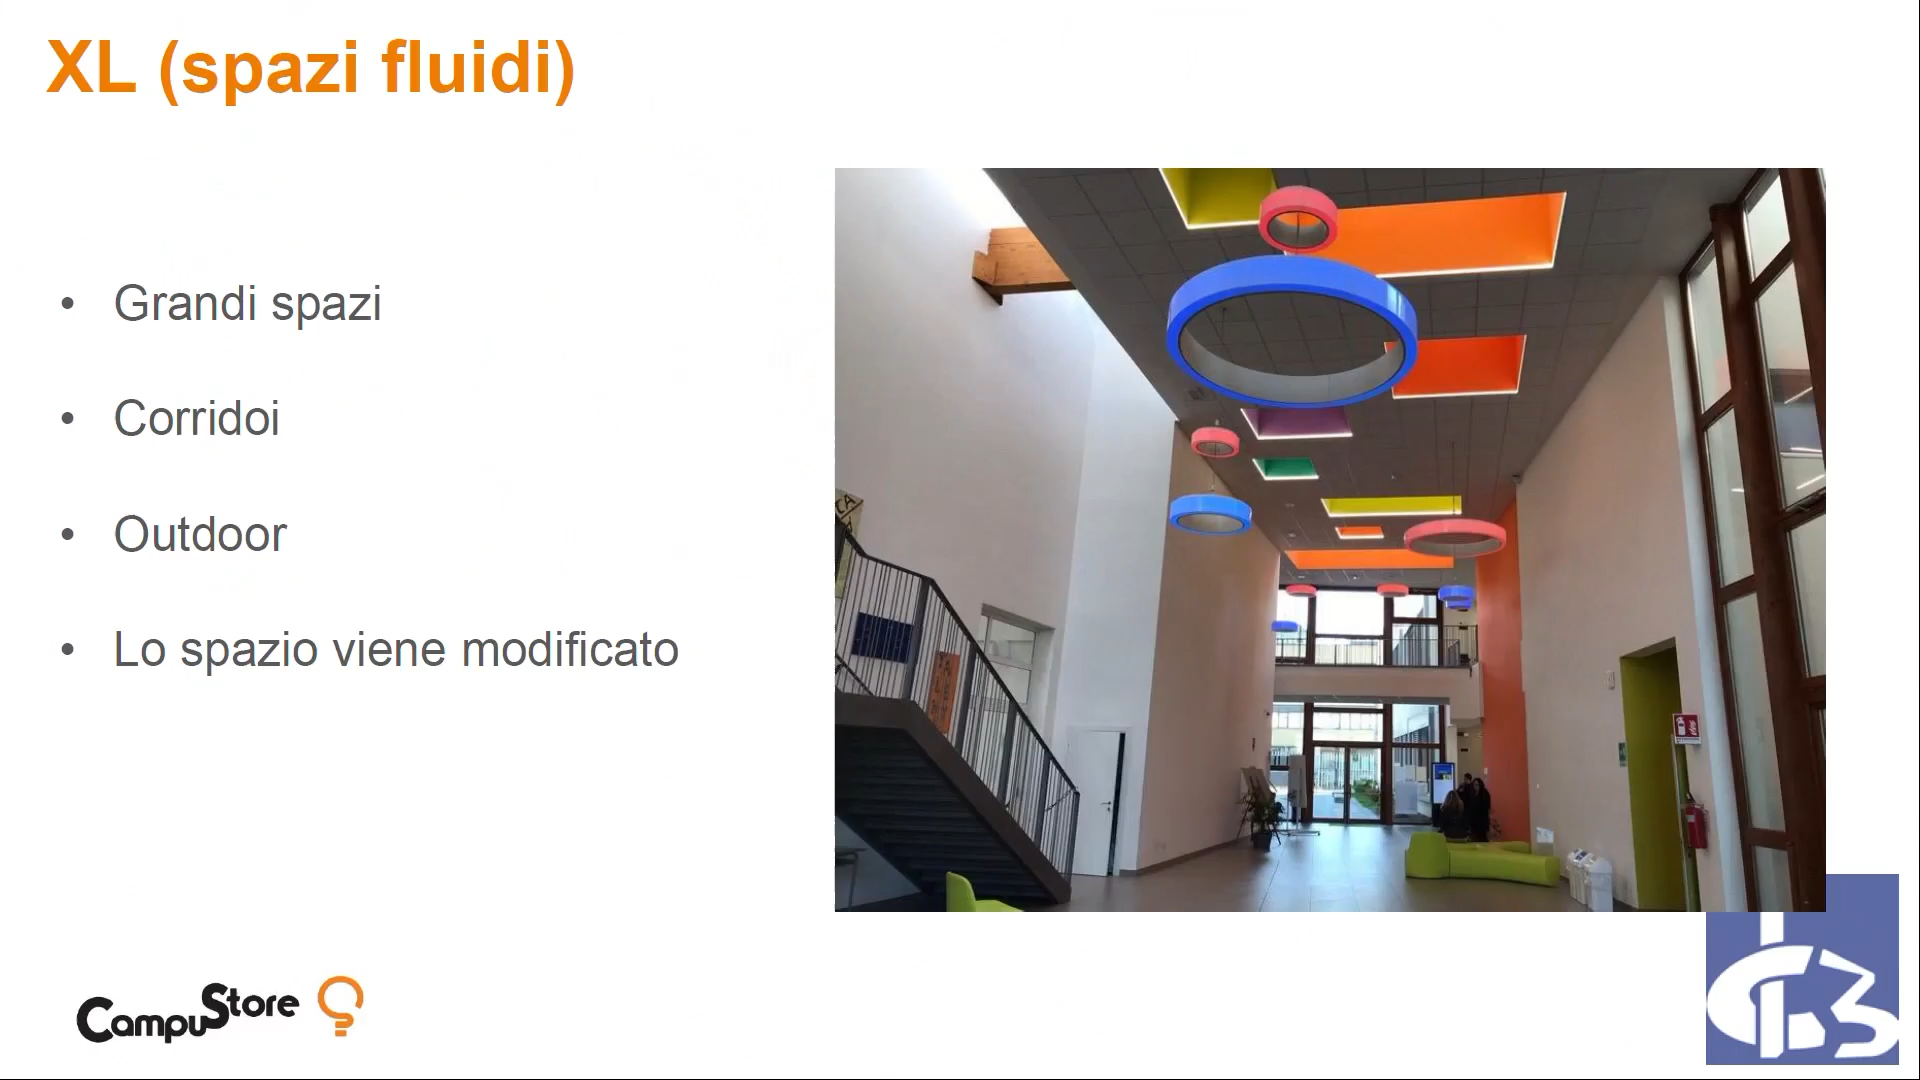 XL (spazi fluidi)
• Grandi spazi
• Corridoi
• Outdoor
• Lo spazio viene modificato
CampuStore